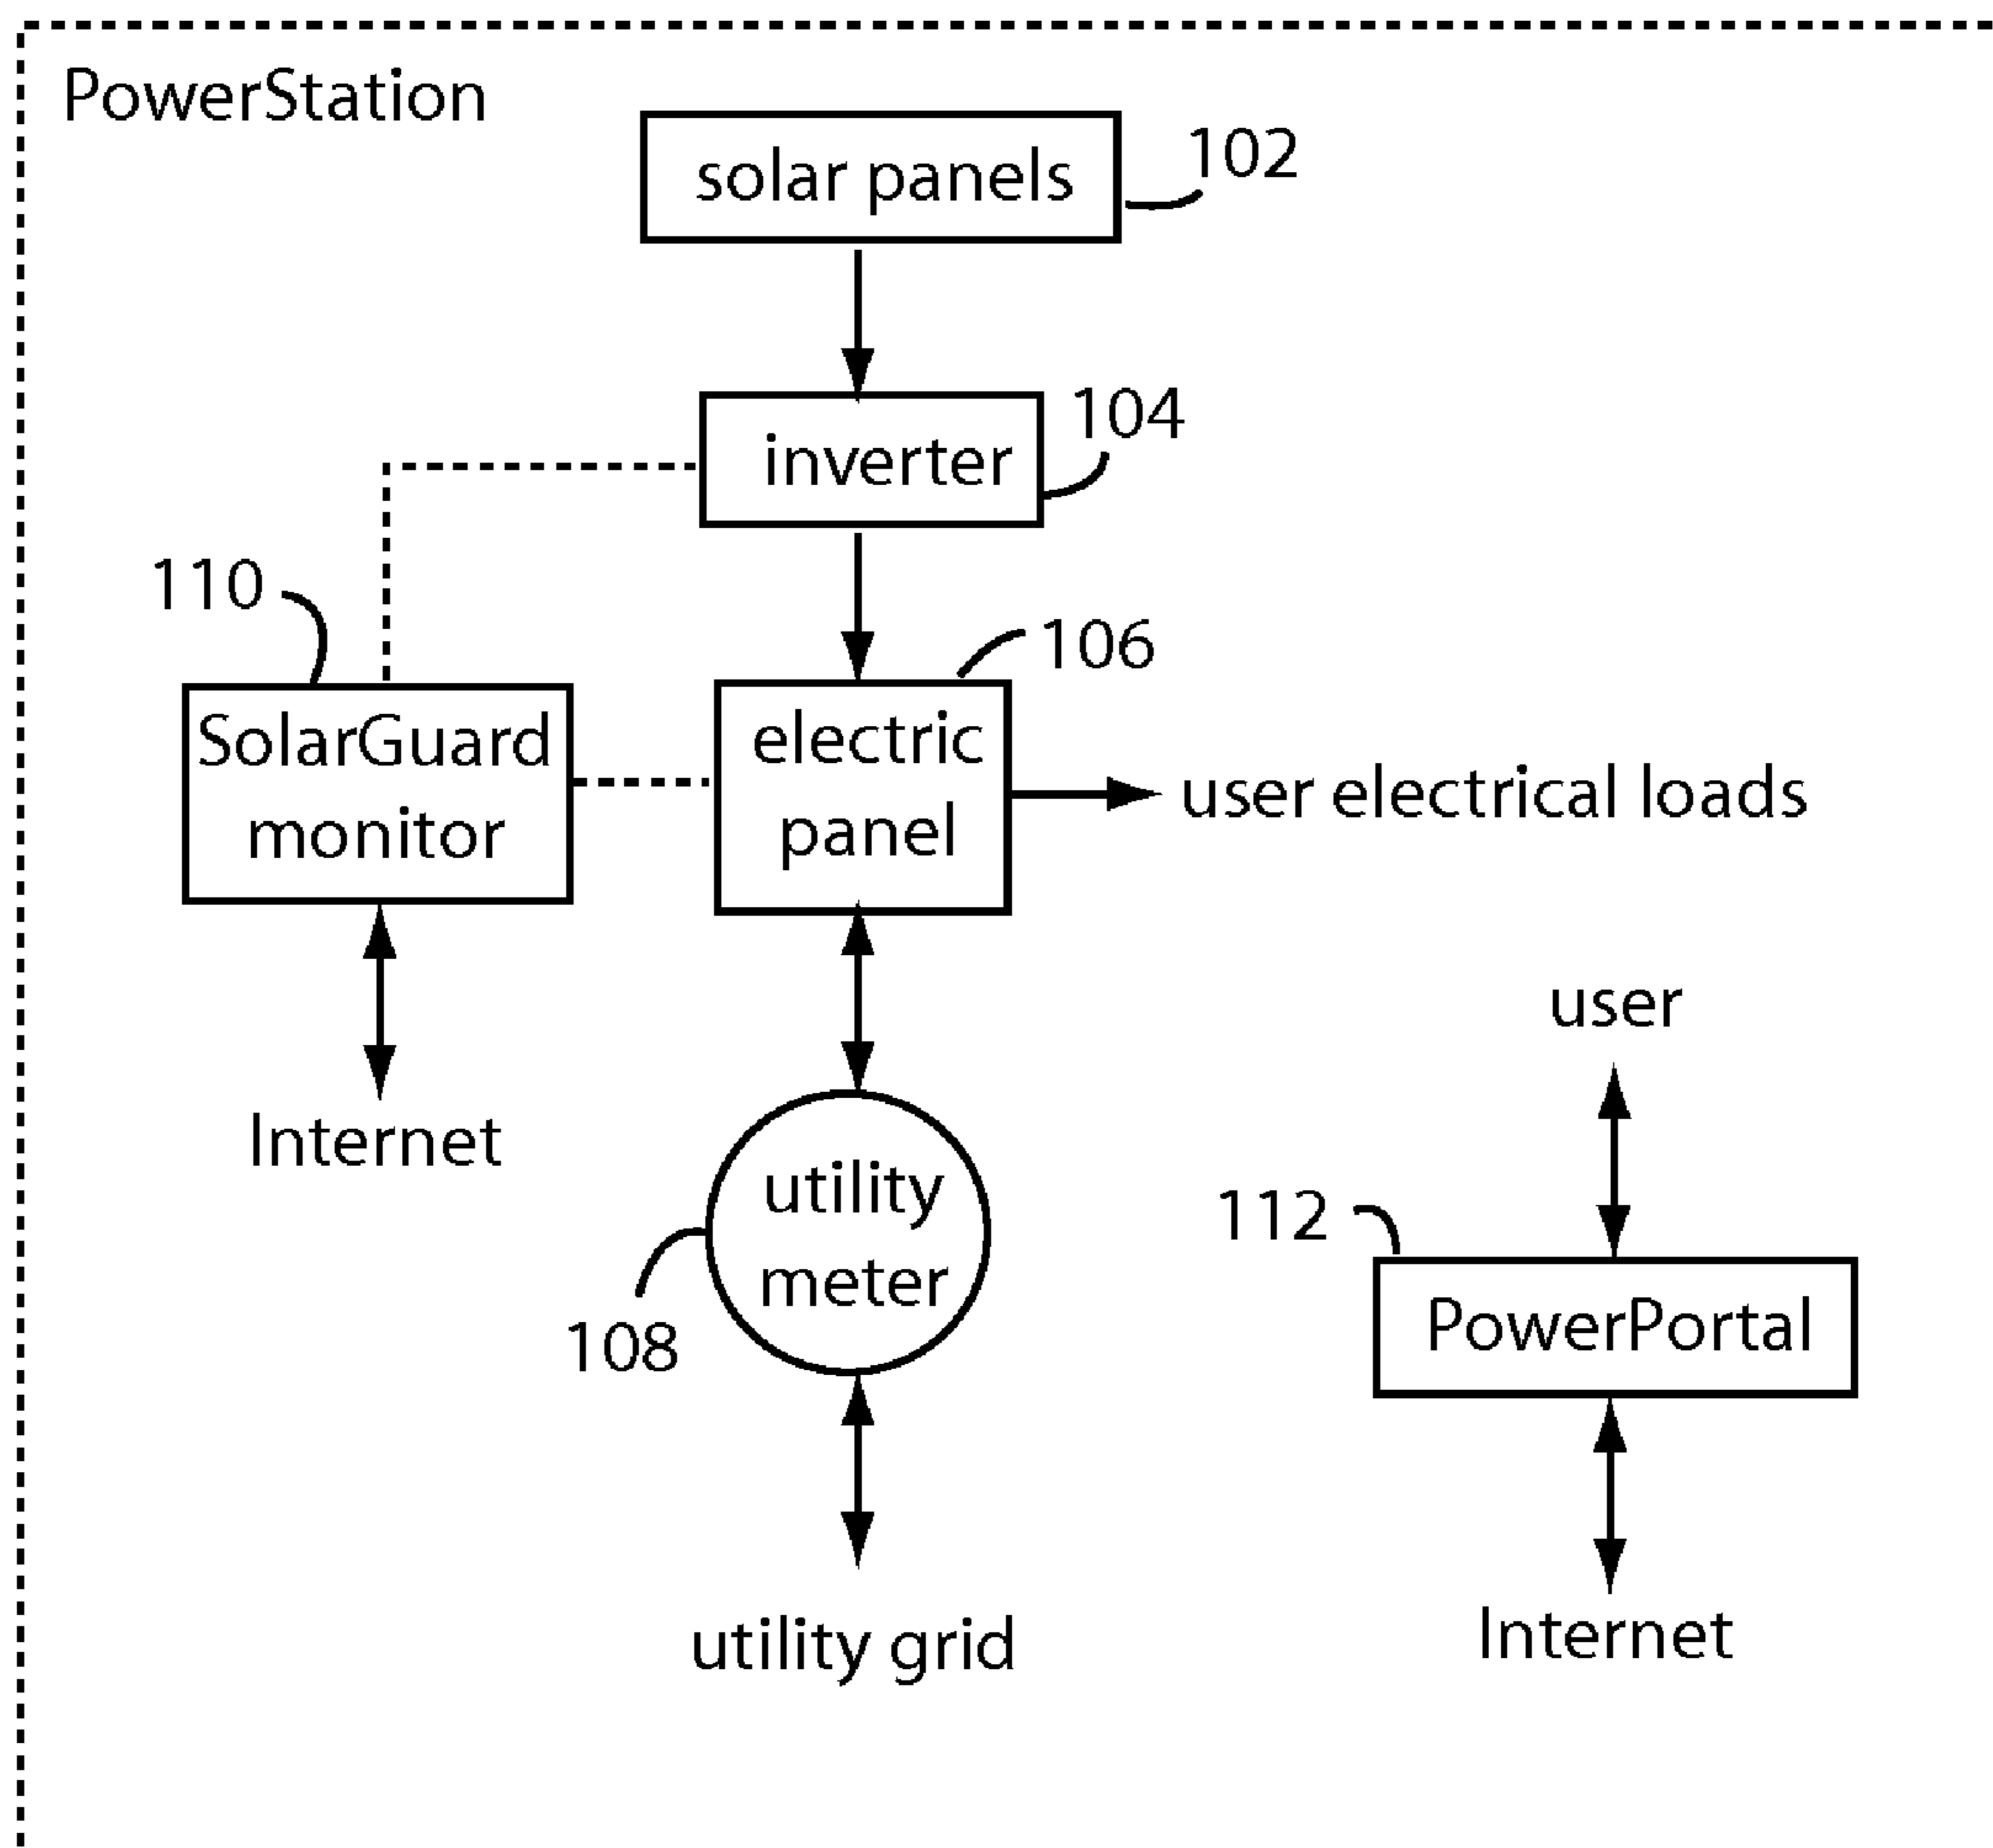 PowerStation
solar panels
102
inverter
104
110
106
SolarGuard
monitor
electric
panel
user electrical loads
Internet
user
utility
meter
108
112
PowerPortal
utility grid
Internet